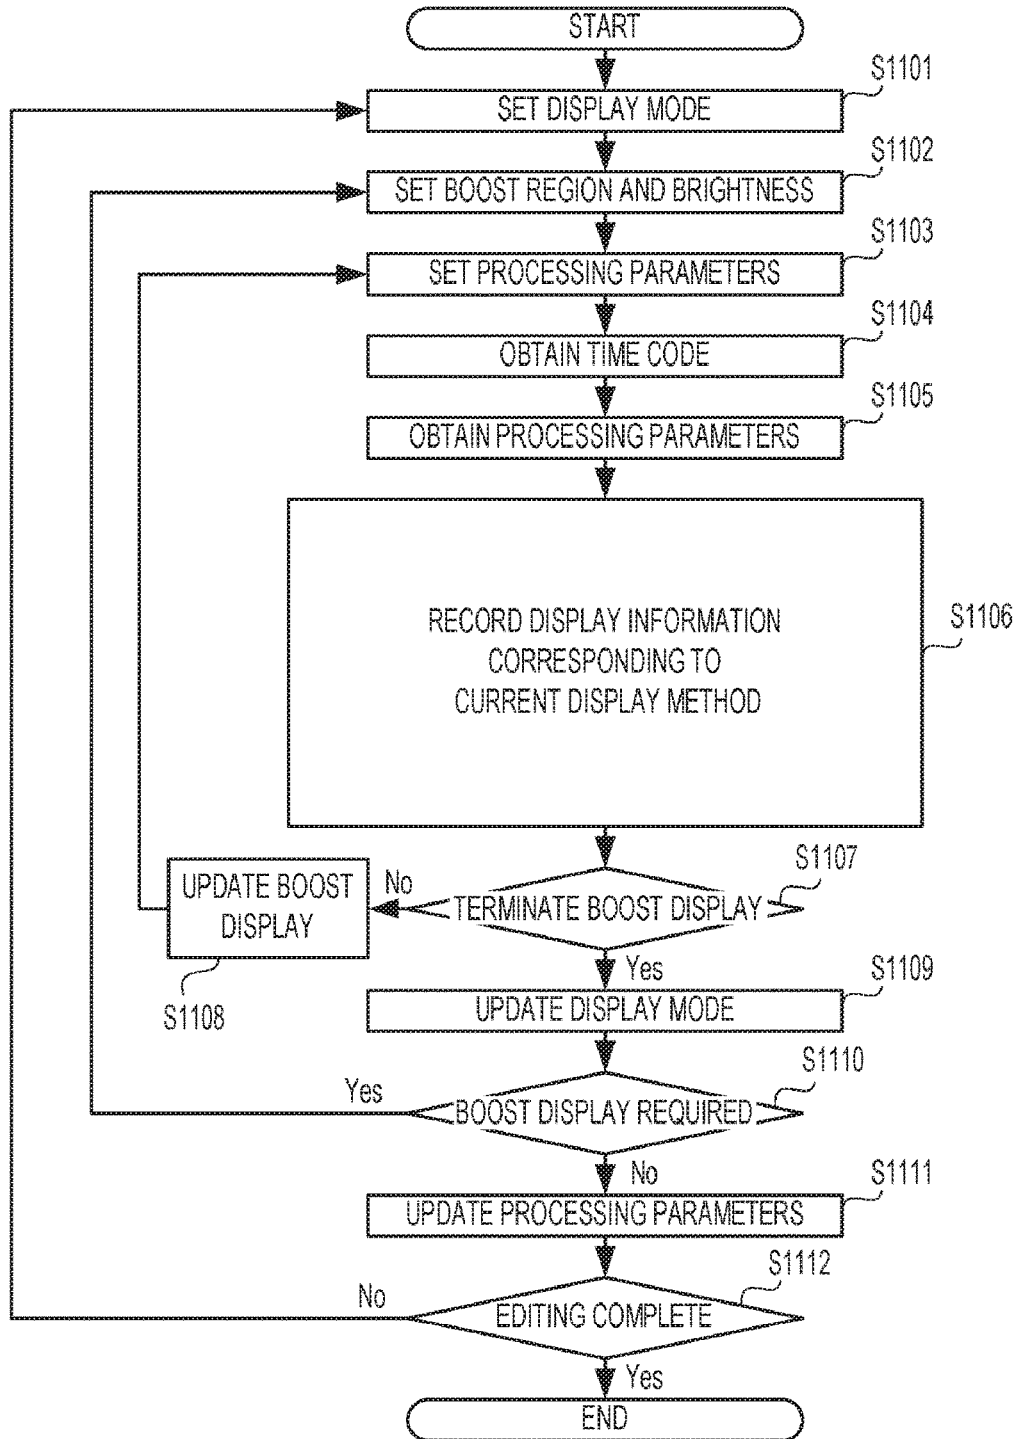 START
S1101
SET DISPLAY MODE
S1102
SET BOOST REGION AND BRIGHTNESS
S1103
SET PROCESSING PARAMETERS
S1104
OBTAIN TIME CODE
S1105
OBTAIN PROCESSING PARAMETERS
RECORD DISPLAY INFORMATION
CORRESPONDING TO
CURRENT DISPLAY METHOD
S1106
S1107
UPDATE BOOST
DISPLAY
No
TERMINATE BOOST DISPLAY
S1108
Yes
S1109
UPDATE DISPLAY MODE
S1110
Yes
BOOST DISPLAY REQUIRED
No
S1111
UPDATE PROCESSING PARAMETERS
S1112
No
EDITING COMPLETE
Yes
END